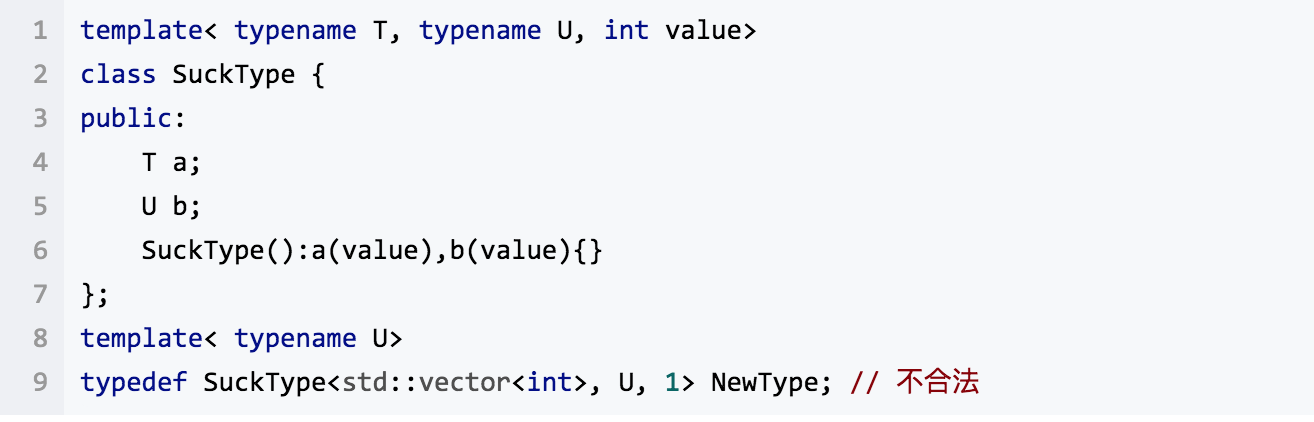 1 template< typename T, typename U, int value>
2 class SuckType {
3 public:
4     T a;
5     U b;
6     SuckType():a(value),b(value){}
7 };
8 template< typename U>
9 typedef SuckType<std::vector<int>, U, 1> NewType; // 不合法